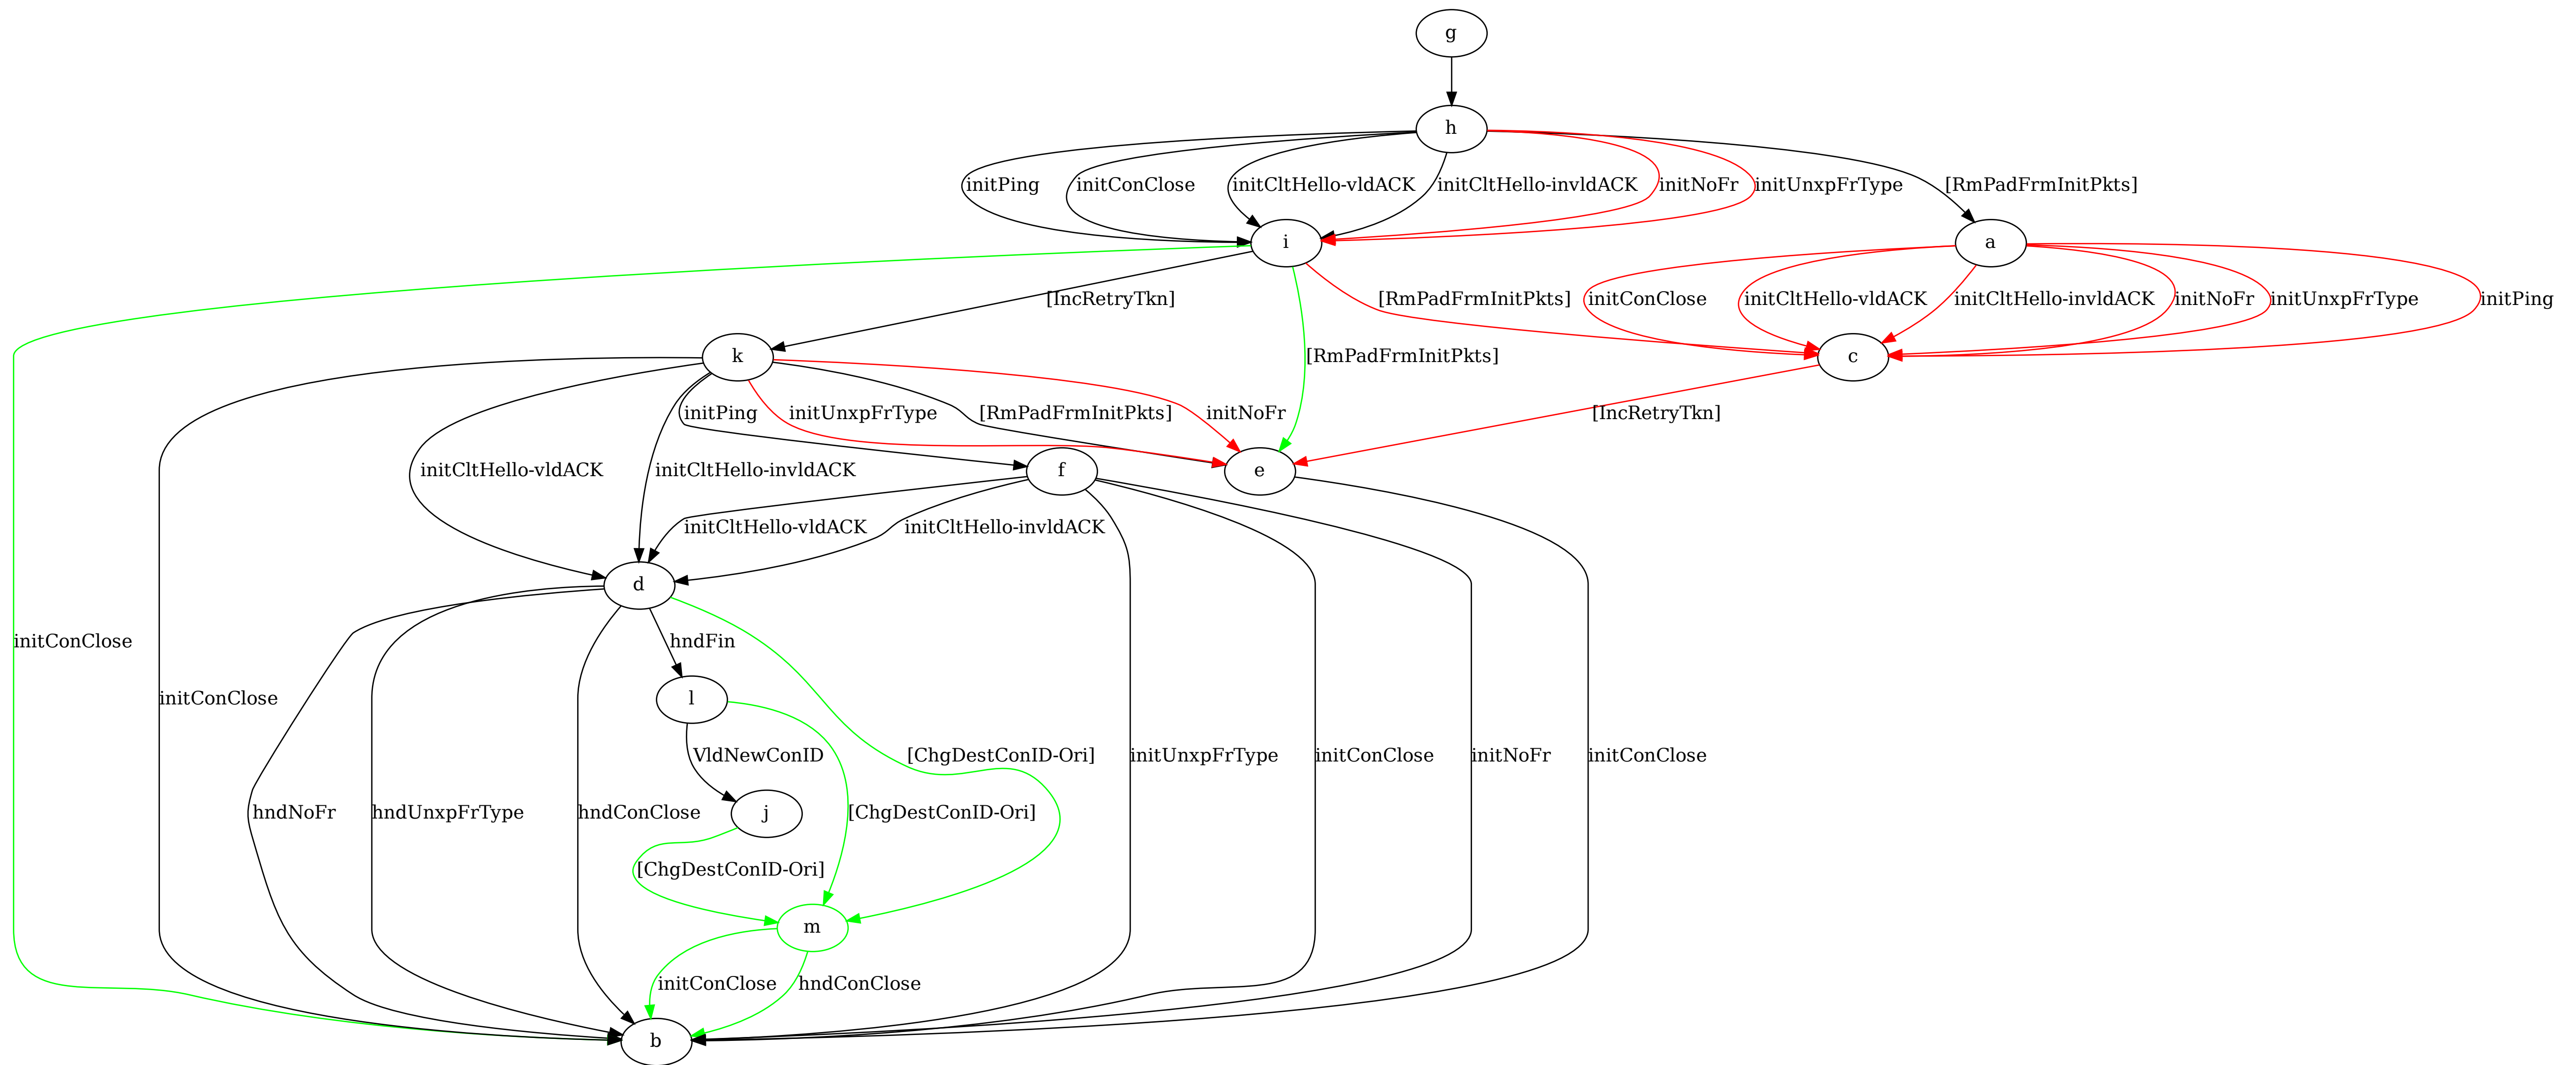 g
h
initPing
initConClose
initCltHello-vldACK
initCltHello-invldACK
initNoFr
initUnxpFrType
[RmPadFrmInitPkts]
i
a
[IncRetryTkn]
[RmPadFrmInitPkts]
initConClose
initCltHello-vldACK
initCltHello-invldACK
initNoFr
initUnxpFrType
initPing
k
[RmPadFrmInitPkts]
c
initPing
initUnxpFrType
[RmPadFrmInitPkts]
initNoFr
[IncRetryTkn]
initCltHello-vldACK
initCltHello-invldACK
f
e
initCltHello-vldACK
initCltHello-invldACK
d
initConClose
hndFin
initConClose
l
VldNewConID
[ChgDestConID-Ori]
initUnxpFrType
initConClose
initNoFr
initConClose
hndNoFr
hndUnxpFrType
hndConClose
j
[ChgDestConID-Ori]
[ChgDestConID-Ori]
m
initConClose
hndConClose
b